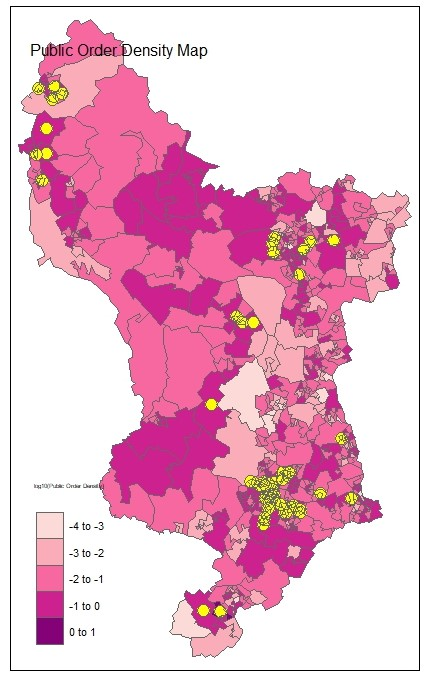 Public Order Density Map
log10(Public Order Density)
-4 to -3
-3 to -2
-2 to -1
-1 to 0
0 to 1